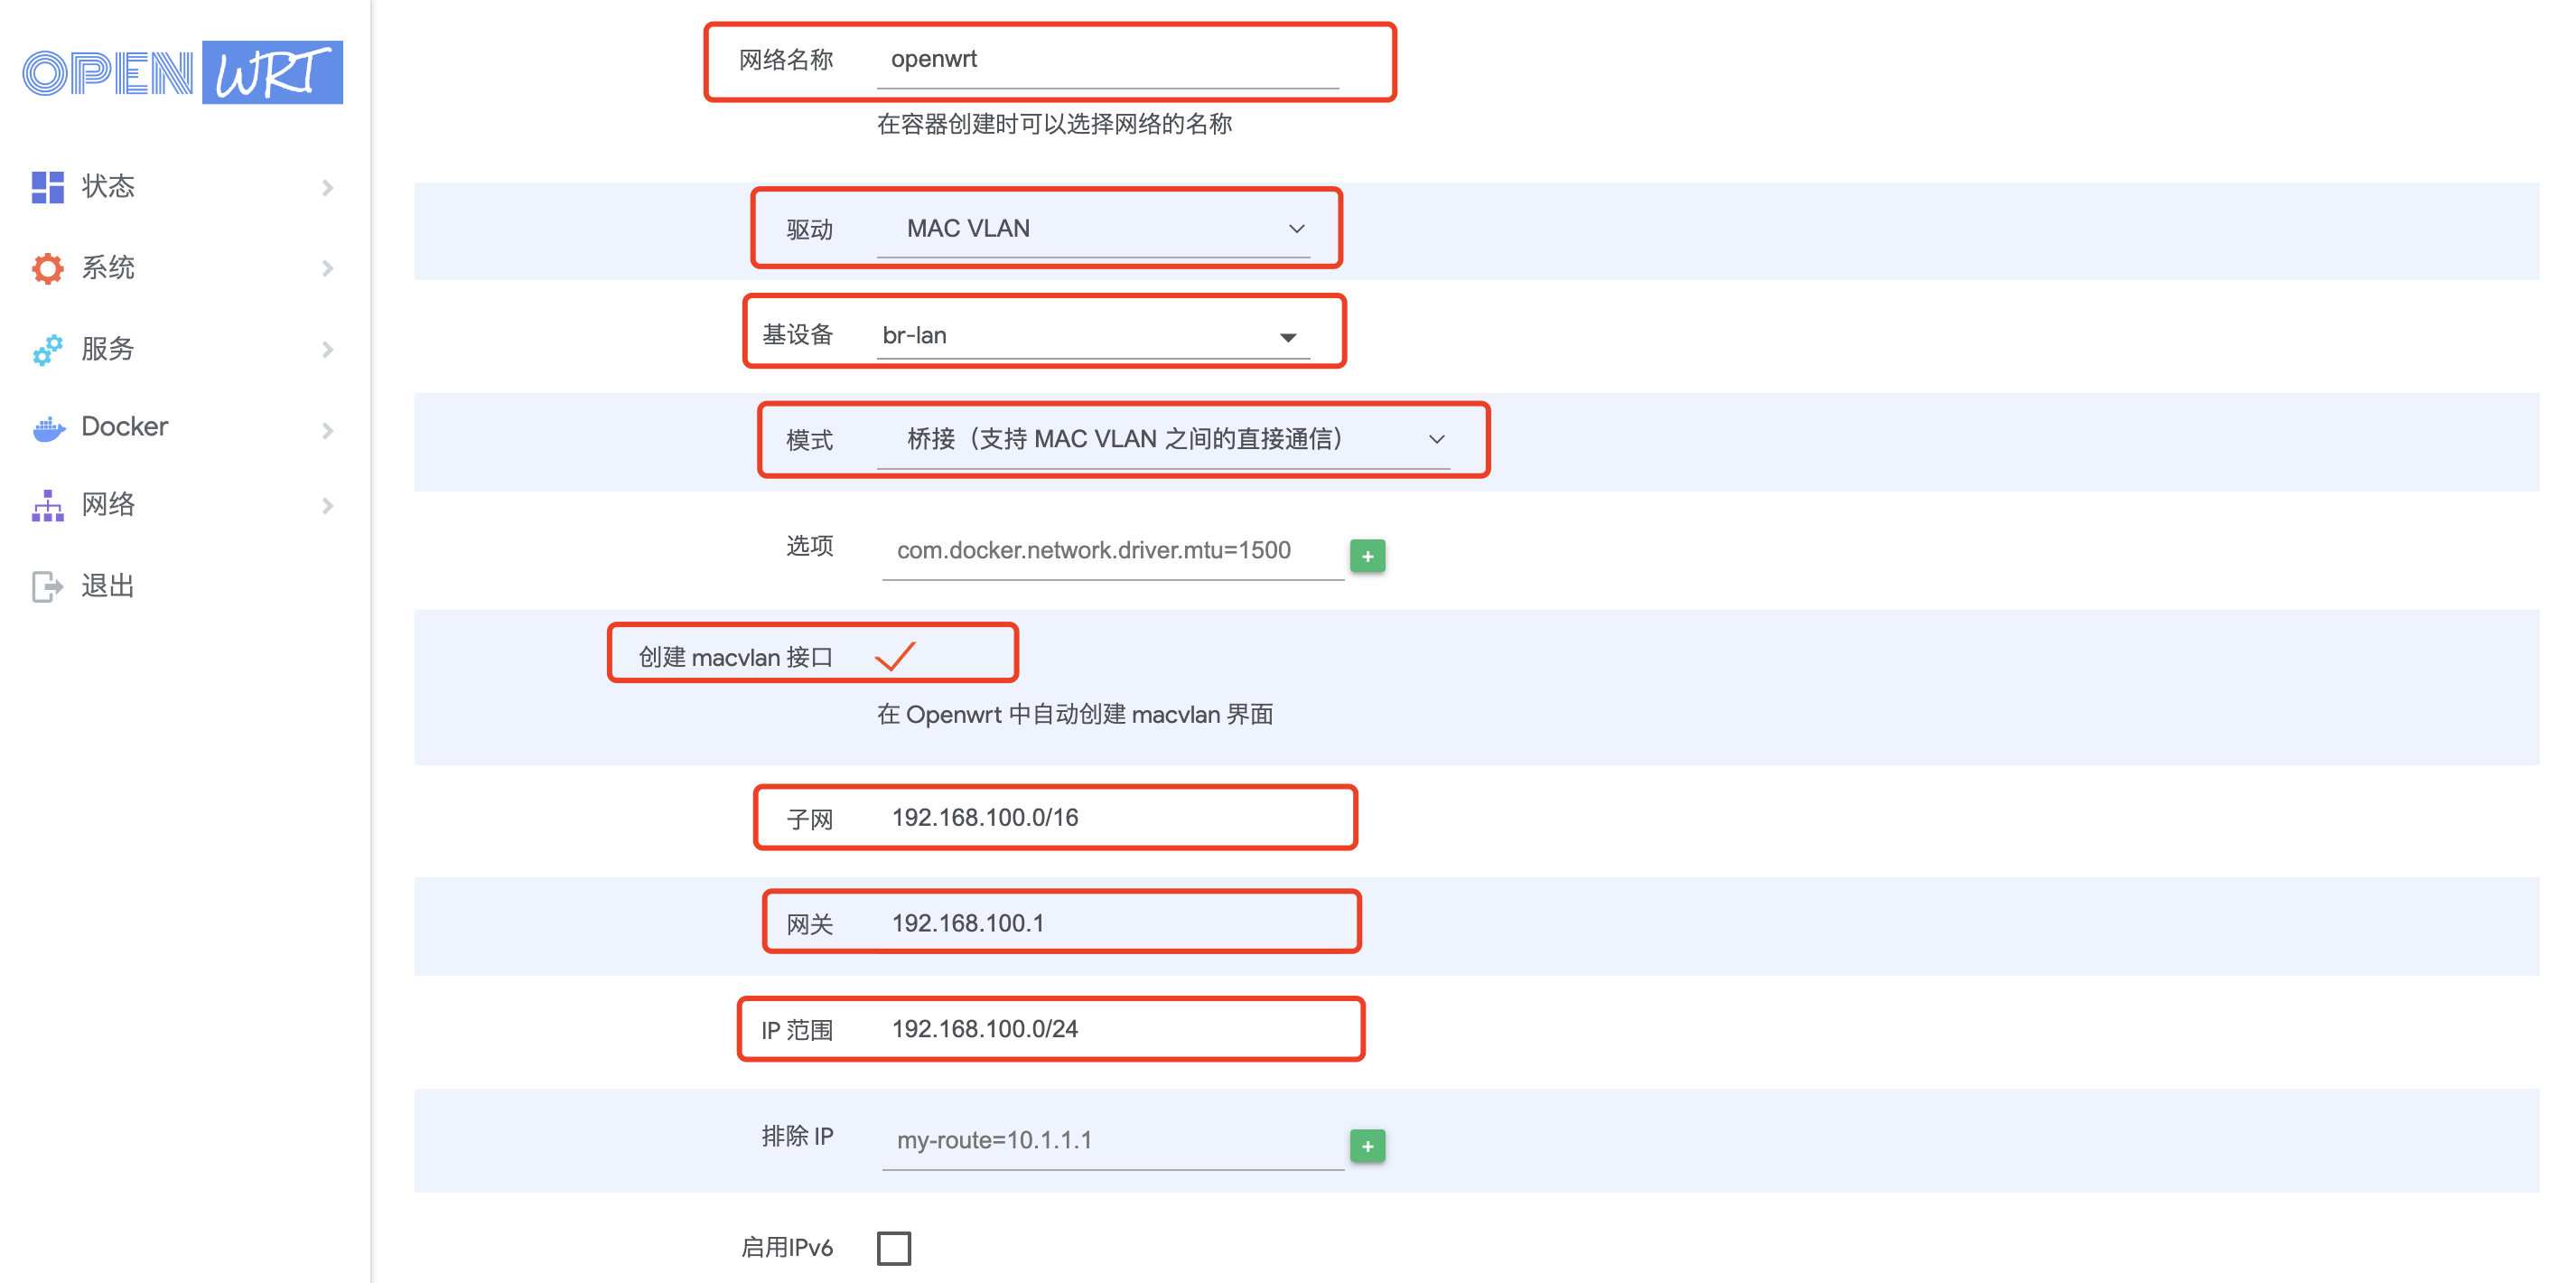 OPENWRT
状态
系统
服务
Docker
网络
退出
网络名称 openwrt
在容器创建时可以选择网络的名称
驱动 MAC VLAN
基设备 br-lan
模式 桥接（支持 MAC VLAN 之间的直接通信）
选项 com.docker.network.driver.mtu=1500 +
创建 macvlan 接口
在 Openwrt 中自动创建 macvlan 界面
子网 192.168.100.0/16
网关 192.168.100.1
IP 范围 192.168.100.0/24
排除 IP my-route=10.1.1.1 +
启用IPv6